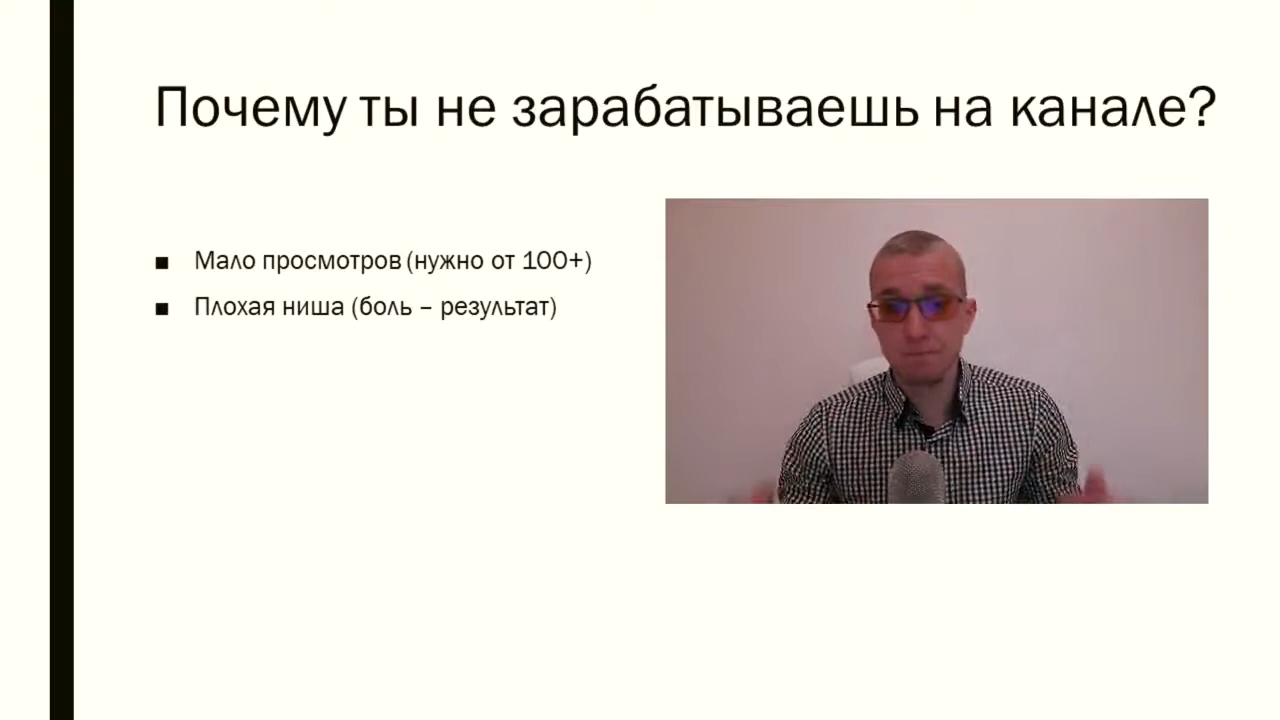 Почему ты не зарабатываешь на канале?
Мало просмотров (нужно от 100+)
Плохая ниша (боль – результат)